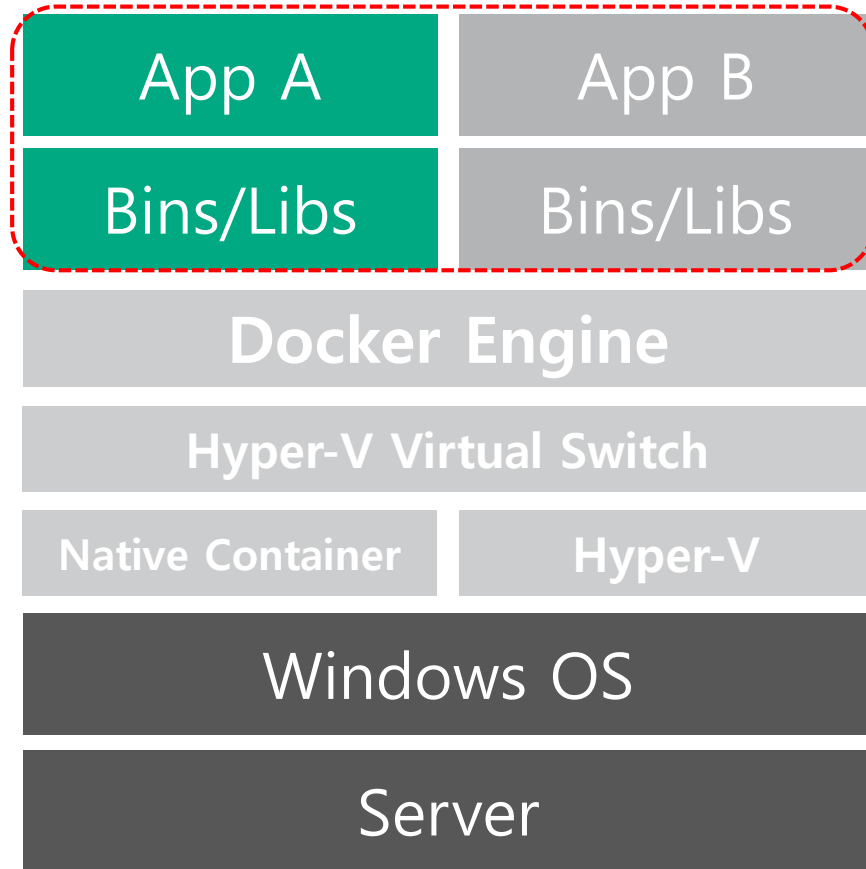 App A
App B
Bins/Libs
Bins/Libs
Docker Engine
Hyper-V Virtual Switch
Native Container
Hyper-V
Windows OS
Server